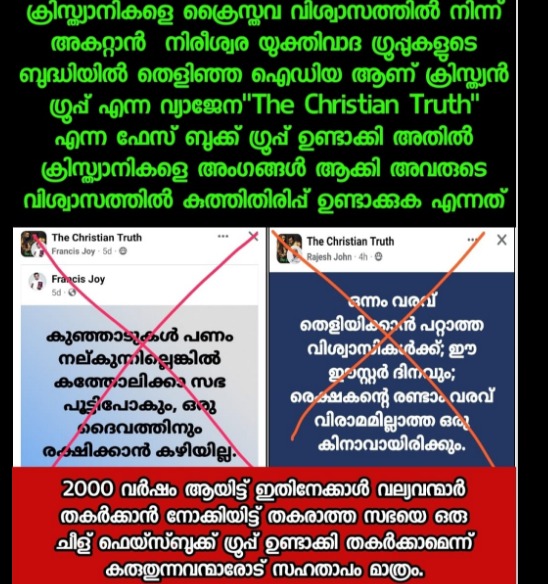 ക്രിസ്ത്യാനികളെ ക്രൈസ്തവ വിശ്വാസത്തിൽ നിന്ന്
അകറ്റാൻ നിരീശ്വര യുക്തിവാദ ഗ്രൂപ്പുകളുടെ
ബുദ്ധിയിൽ തെളിഞ്ഞ ഐഡിയ ആണ് ക്രിസ്ത്യൻ
ഗ്രൂപ്പ് എന്ന വ്യാജേന"The Christian Truth"
എന്ന ഫേസ് ബുക്ക് ഗ്രൂപ്പ് ഉണ്ടാക്കി അതിൽ
ക്രിസ്ത്യാനികളെ അംഗങ്ങൾ ആക്കി അവരുടെ
വിശ്വാസത്തിൽ കുത്തിതിരിപ്പ് ഉണ്ടാക്കുക എന്നത്
The Christian Truth
Francis Joy · 5d
Francis Joy
5d
കുഞ്ഞാടുകൾ പണം
നല്കുന്നില്ലെങ്കിൽ
കത്തോലിക്കാ സഭ
പൂട്ടിപോകും, ഒരു
ദൈവത്തിനും
രക്ഷിക്കാൻ കഴിയില്ല.
The Christian Truth
Rajesh John · 4h
ഒന്നം വരവ്
തെളിയിക്കാൻ പറ്റാത്ത
വിശ്വാസികൾക്ക്; ഈ
ഈസ്റ്റർ ദിനവും;
രെക്ഷകന്റെ രണ്ടാം വരവ്
വിരാമമില്ലാത്ത ഒരു
കിനാവായിരിക്കും.
2000 വർഷം ആയിട്ട് ഇതിനേക്കാൾ വല്യവന്മാർ
തകർക്കാൻ നോക്കിയിട്ട് തകരാത്ത സഭയെ ഒരു
ചീള് ഫെയ്സ്ബുക്ക് ഗ്രൂപ്പ് ഉണ്ടാക്കി തകർക്കാമെന്ന്
കരുതുന്നവന്മാരോട് സഹതാപം മാത്രം.